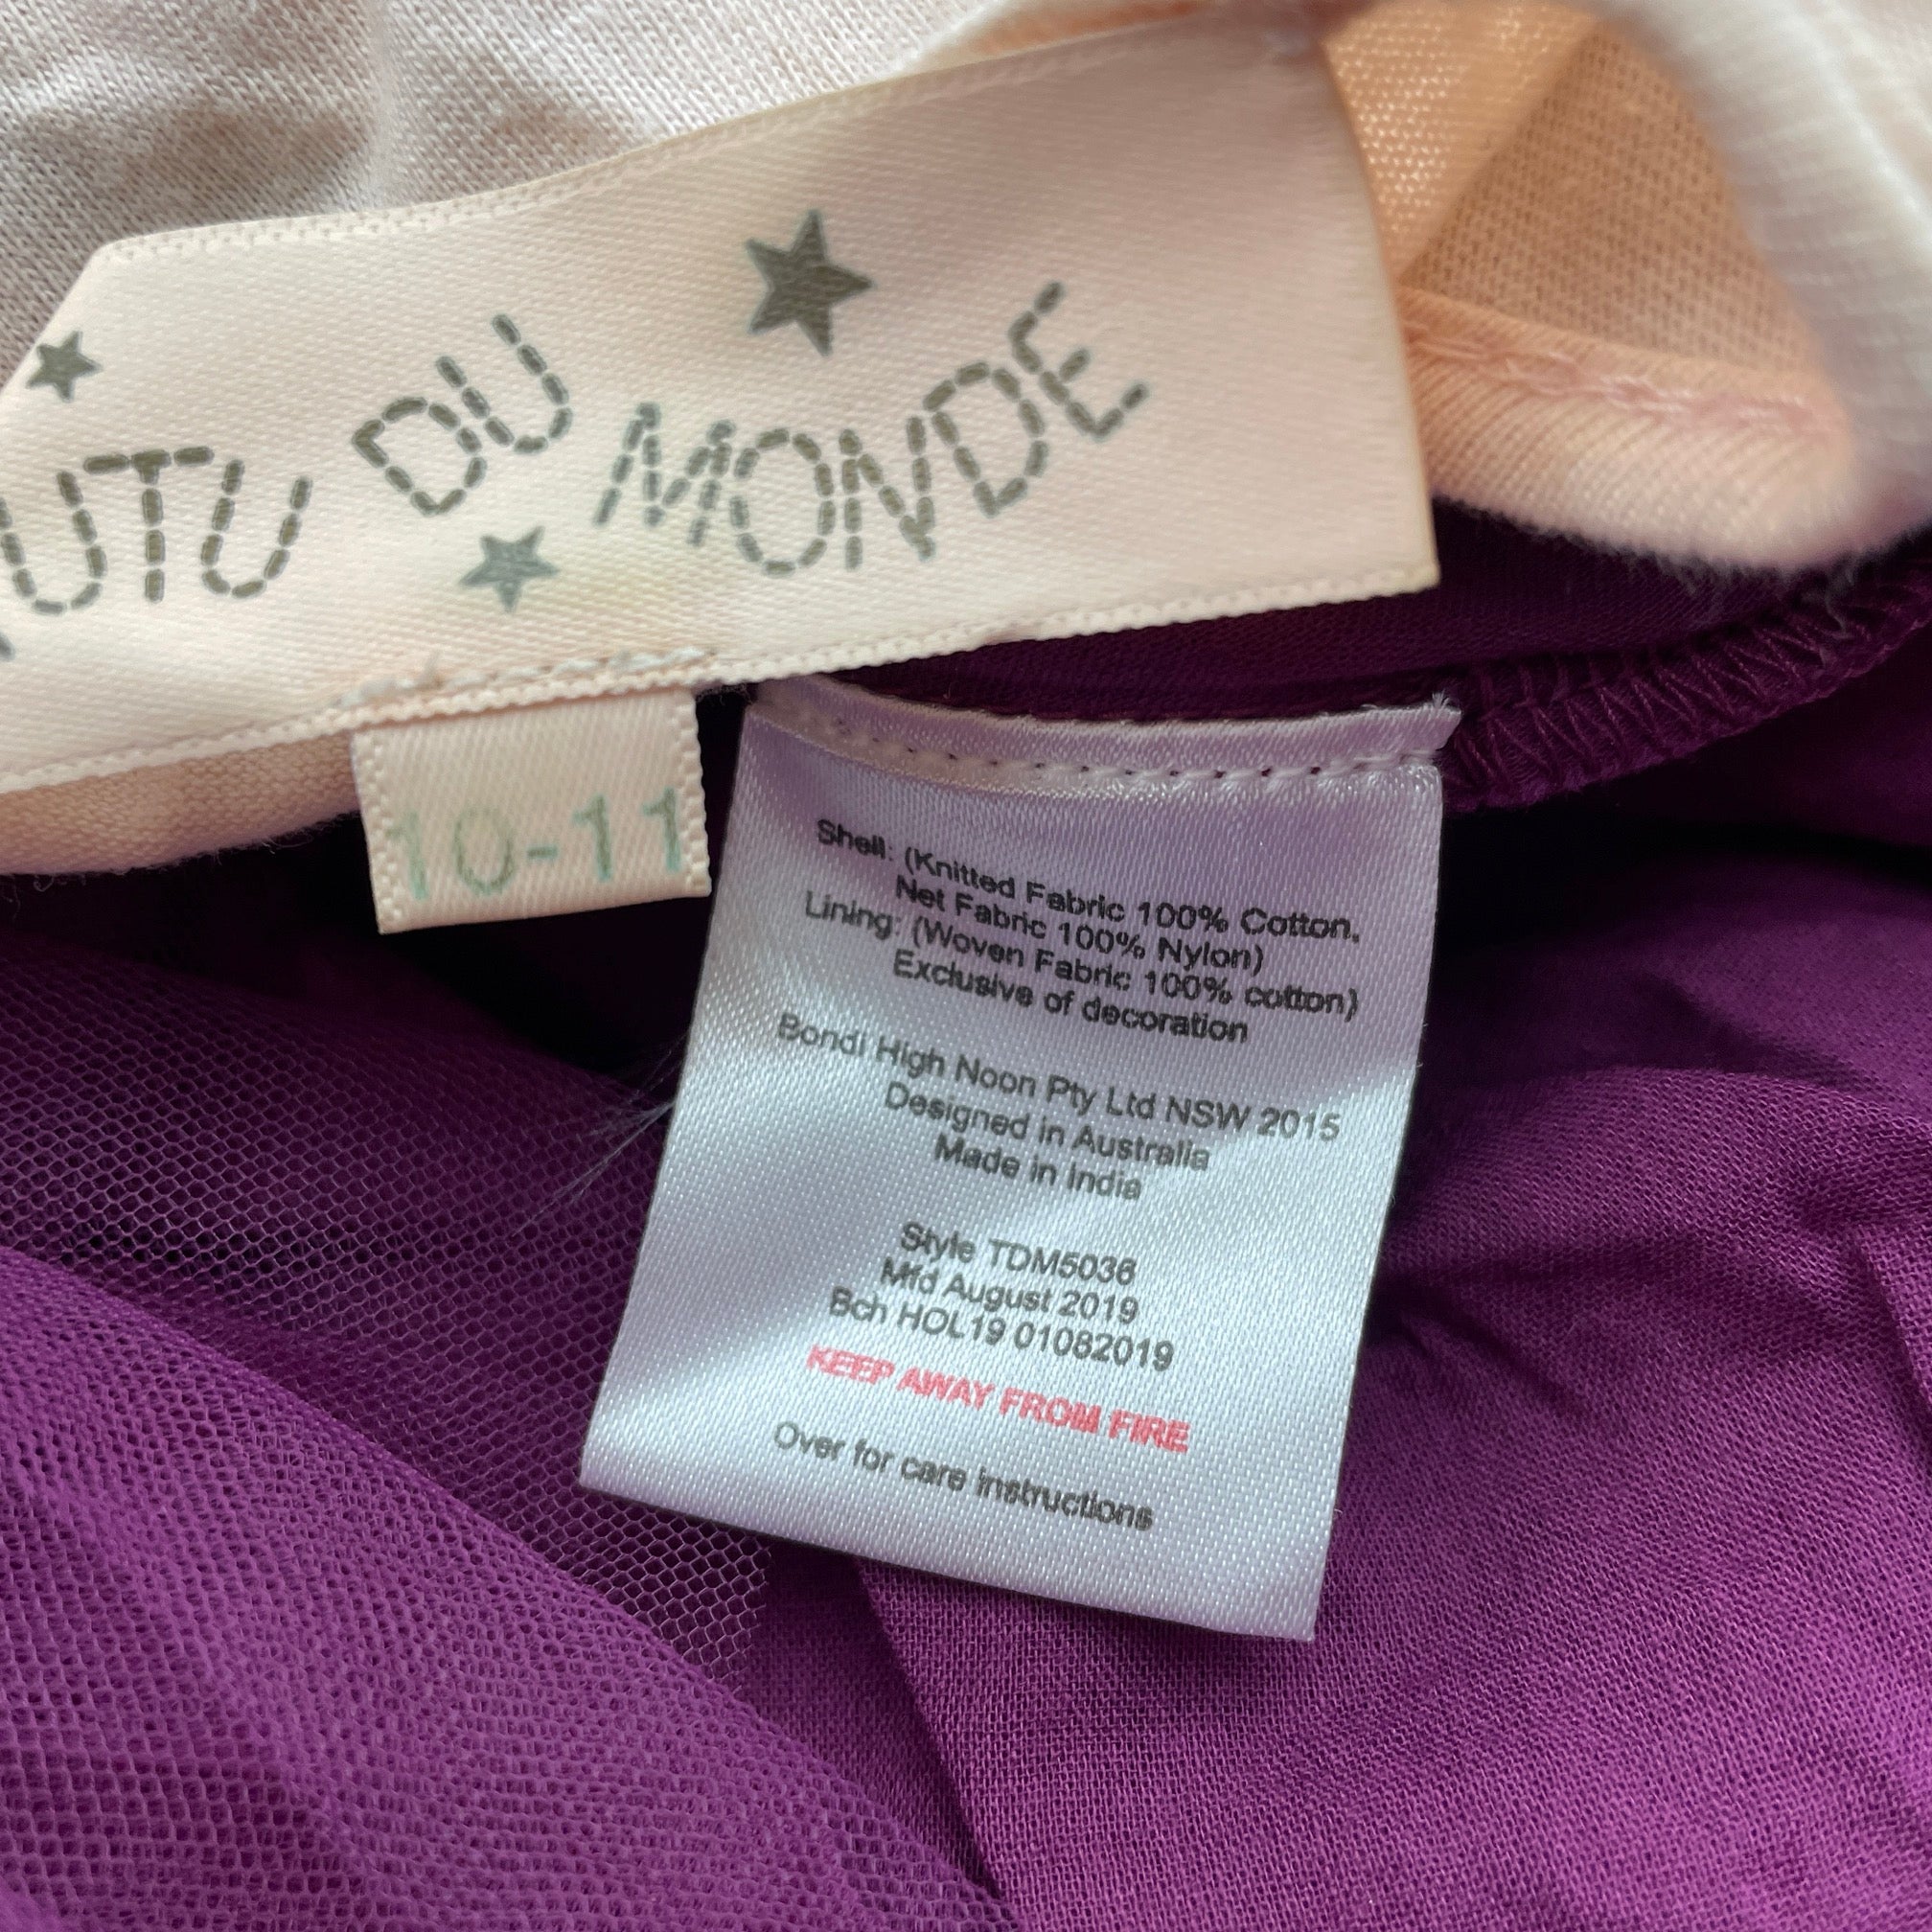 TUTU DU MONDE
10-11
Shell: (Knitted Fabric 100% Cotton.
Net Fabric 100% Nylon)
Lining: (Woven Fabric 100% cotton)
Exclusive of decoration
Bondi High Noon Pty Ltd NSW 2015
Designed in Australia
Made in India
Style TDM5036
Mfd August 2019
Bch HOL19 01082019
KEEP AWAY FROM FIRE
Over for care instructions